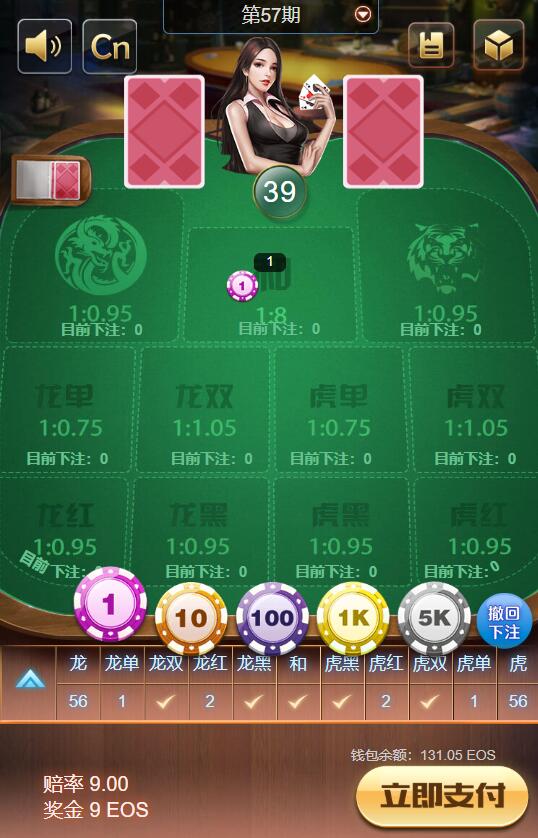 第57期
Cn
39
1
1
和
1:0.95
1:8
1:0.95
目前下注：0
目前下注：0
目前下注：0
龙单
龙双
虎单
虎双
1:0.75
1:1.05
1:0.75
1:1.05
目前下注：0
目前下注：0
目前下注：0
目前下注：0
龙红
龙黑
虎黑
虎红
1:0.95
1:0.95
1:0.95
1:0.95
目前下注：0
目前下注：0
目前下注：0
目前下注：0
1
10
100
1K
5K
撤回
下注
龙 龙单 龙双 龙红 龙黑 和 虎黑 虎红 虎双 虎单 虎
56 1 2 2 1 56
钱包余额：131.05 EOS
赔率 9.00
奖金 9 EOS
立即支付